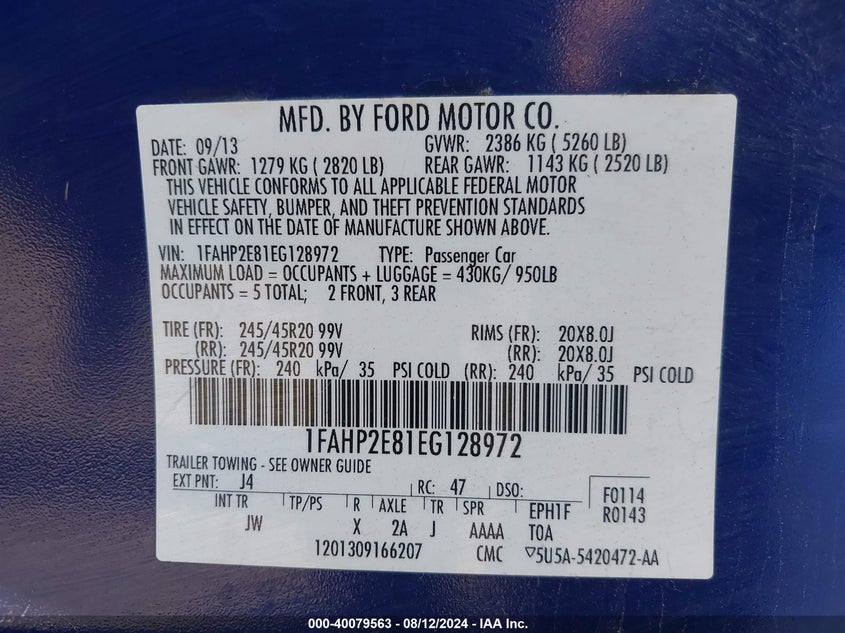 MFD. BY FORD MOTOR CO.
DATE: 09/13 GVWR: 2386 KG ( 5260 LB)
FRONT GAWR: 1279 KG ( 2820 LB) REAR GAWR: 1143 KG ( 2520 LB)
THIS VEHICLE CONFORMS TO ALL APPLICABLE FEDERAL MOTOR
VEHICLE SAFETY, BUMPER, AND THEFT PREVENTION STANDARDS
IN EFFECT ON THE DATE OF MANUFACTURE SHOWN ABOVE.
VIN: 1FAHP2E81EG128972 TYPE: Passenger Car
MAXIMUM LOAD = OCCUPANTS + LUGGAGE = 430KG/ 950LB
OCCUPANTS = 5 TOTAL; 2 FRONT, 3 REAR
TIRE (FR): 245/45R20 99V RIMS (FR): 20X8.0J
(RR): 245/45R20 99V (RR): 20X8.0J
PRESSURE (FR): 240 kPa/ 35 PSI COLD (RR): 240 kPa/ 35 PSI COLD
1FAHP2E81EG128972
TRAILER TOWING - SEE OWNER GUIDE
EXT PNT: J4 RC: 47 DSO: F0114
INT TR TP/PS R AXLE TR SPR EPH1F R0143
JW X 2A J AAAA T0A
1201309166207 CMC ▽5U5A-5420472-AA
000-40079563 - 08/12/2024 - IAA Inc.